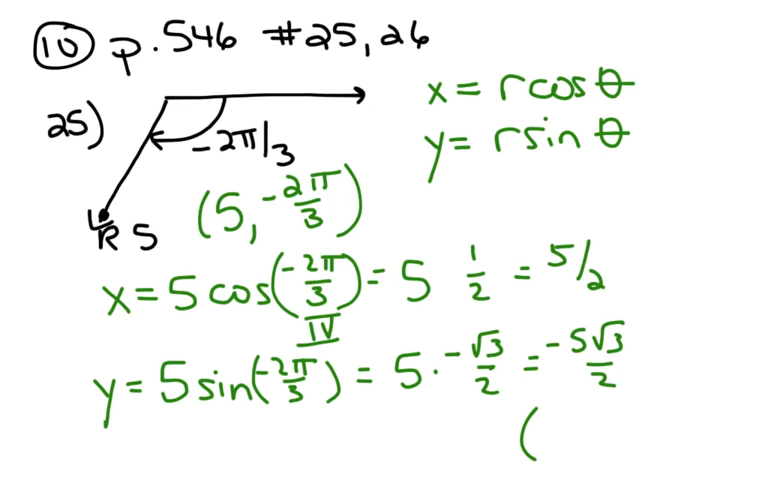 10 p.546 #25,26
x = r cos θ
25)
y = r sin θ
-2π/3
(5, -2π/3)
R 5
x = 5 cos(-2π/3) = 5 1/2 = 5/2
IV
y = 5 sin(-2π/3) = 5 · -√3/2 = -5√3/2
(